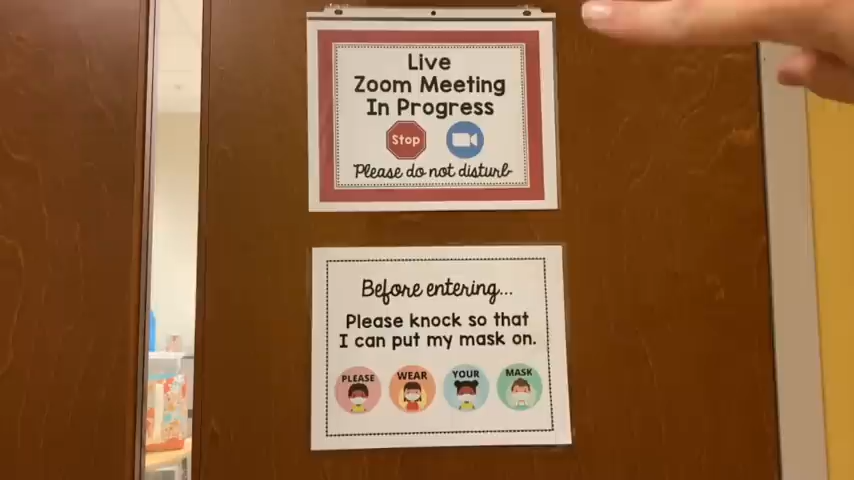 Live
Zoom Meeting
In Progress
Stop
Please do not disturb
Before entering...
Please knock so that
I can put my mask on.
PLEASE WEAR YOUR MASK